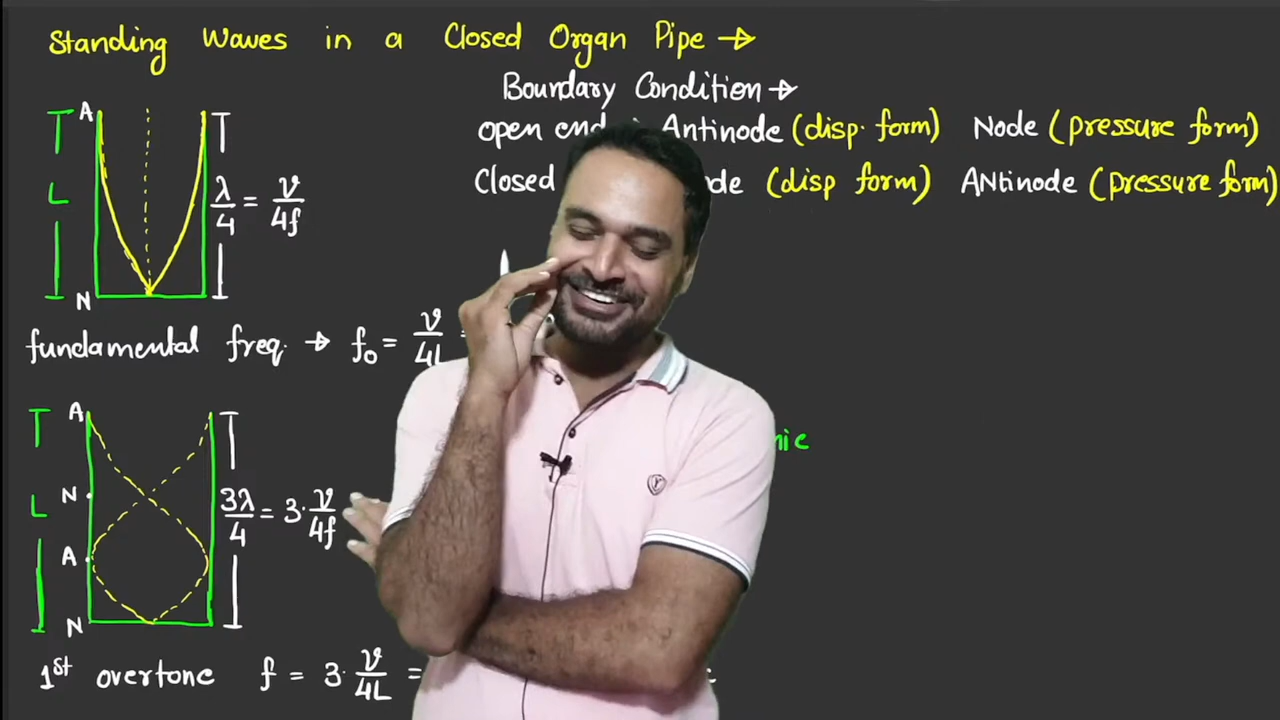 Standing Waves in a Closed Organ Pipe →
Boundary Condition →
open end Antinode (disp. form) Node (pressure form)
Closed de (disp form) ANtinode (pressure form)
A
L
λ/4 = v/4f
N
fundamental freq. → f₀ = v/4L
A
N
L
3λ/4 = 3·v/4f
A
N
nic
1st overtone f = 3·v/4L =